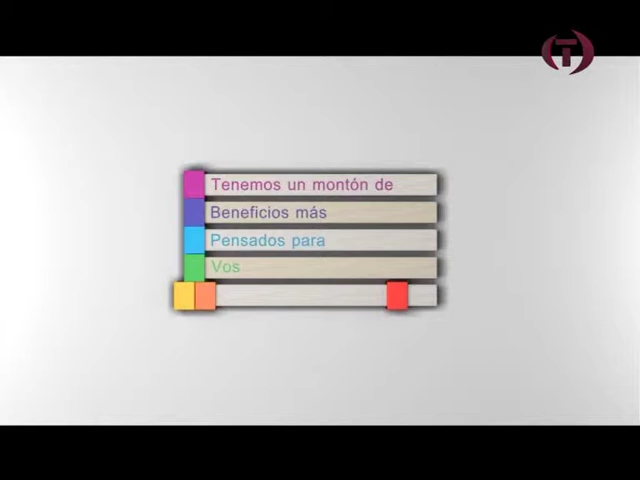 Tenemos un montón de
Beneficios más
Pensados para
Vos